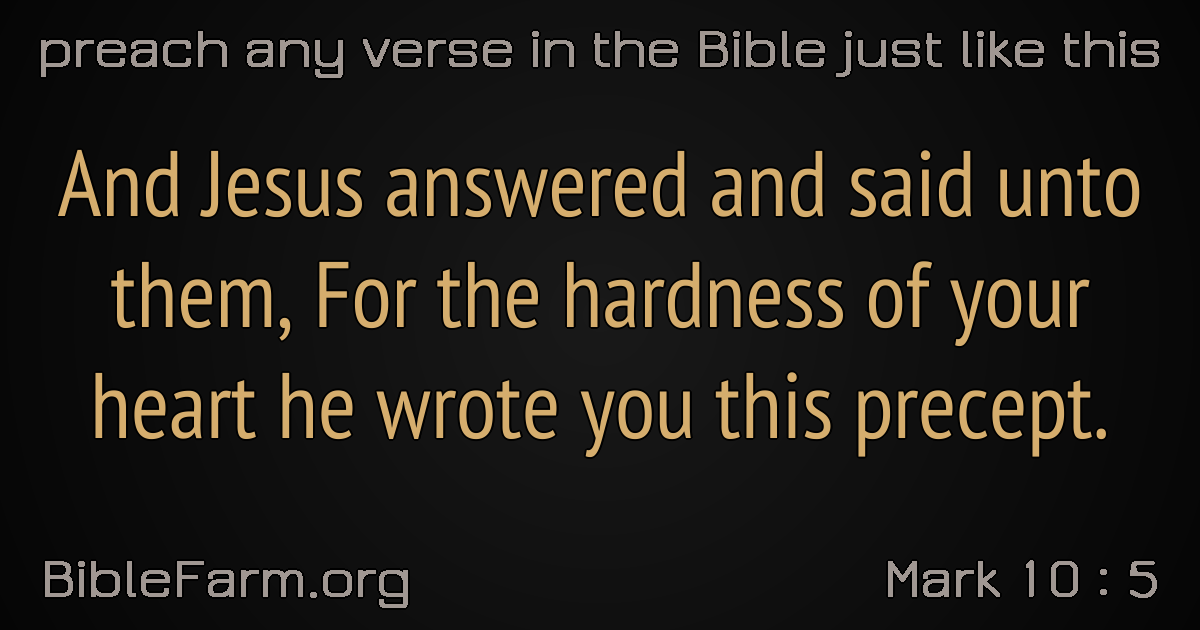 preach any verse in the Bible just like this
And Jesus answered and said unto
them, For the hardness of your
heart he wrote you this precept.
BibleFarm.org
Mark 10 : 5